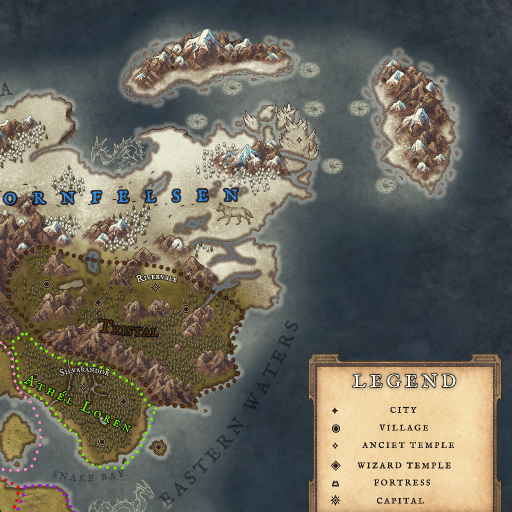 A
ORNFELSEN
RIVERVALE
TRISTAL
SILVARANDOR
ATHEL LOREN
EASTERN WATERS
SNAKE BAY
LEGEND
CITY
VILLAGE
ANCIET TEMPLE
WIZARD TEMPLE
FORTRESS
CAPITAL